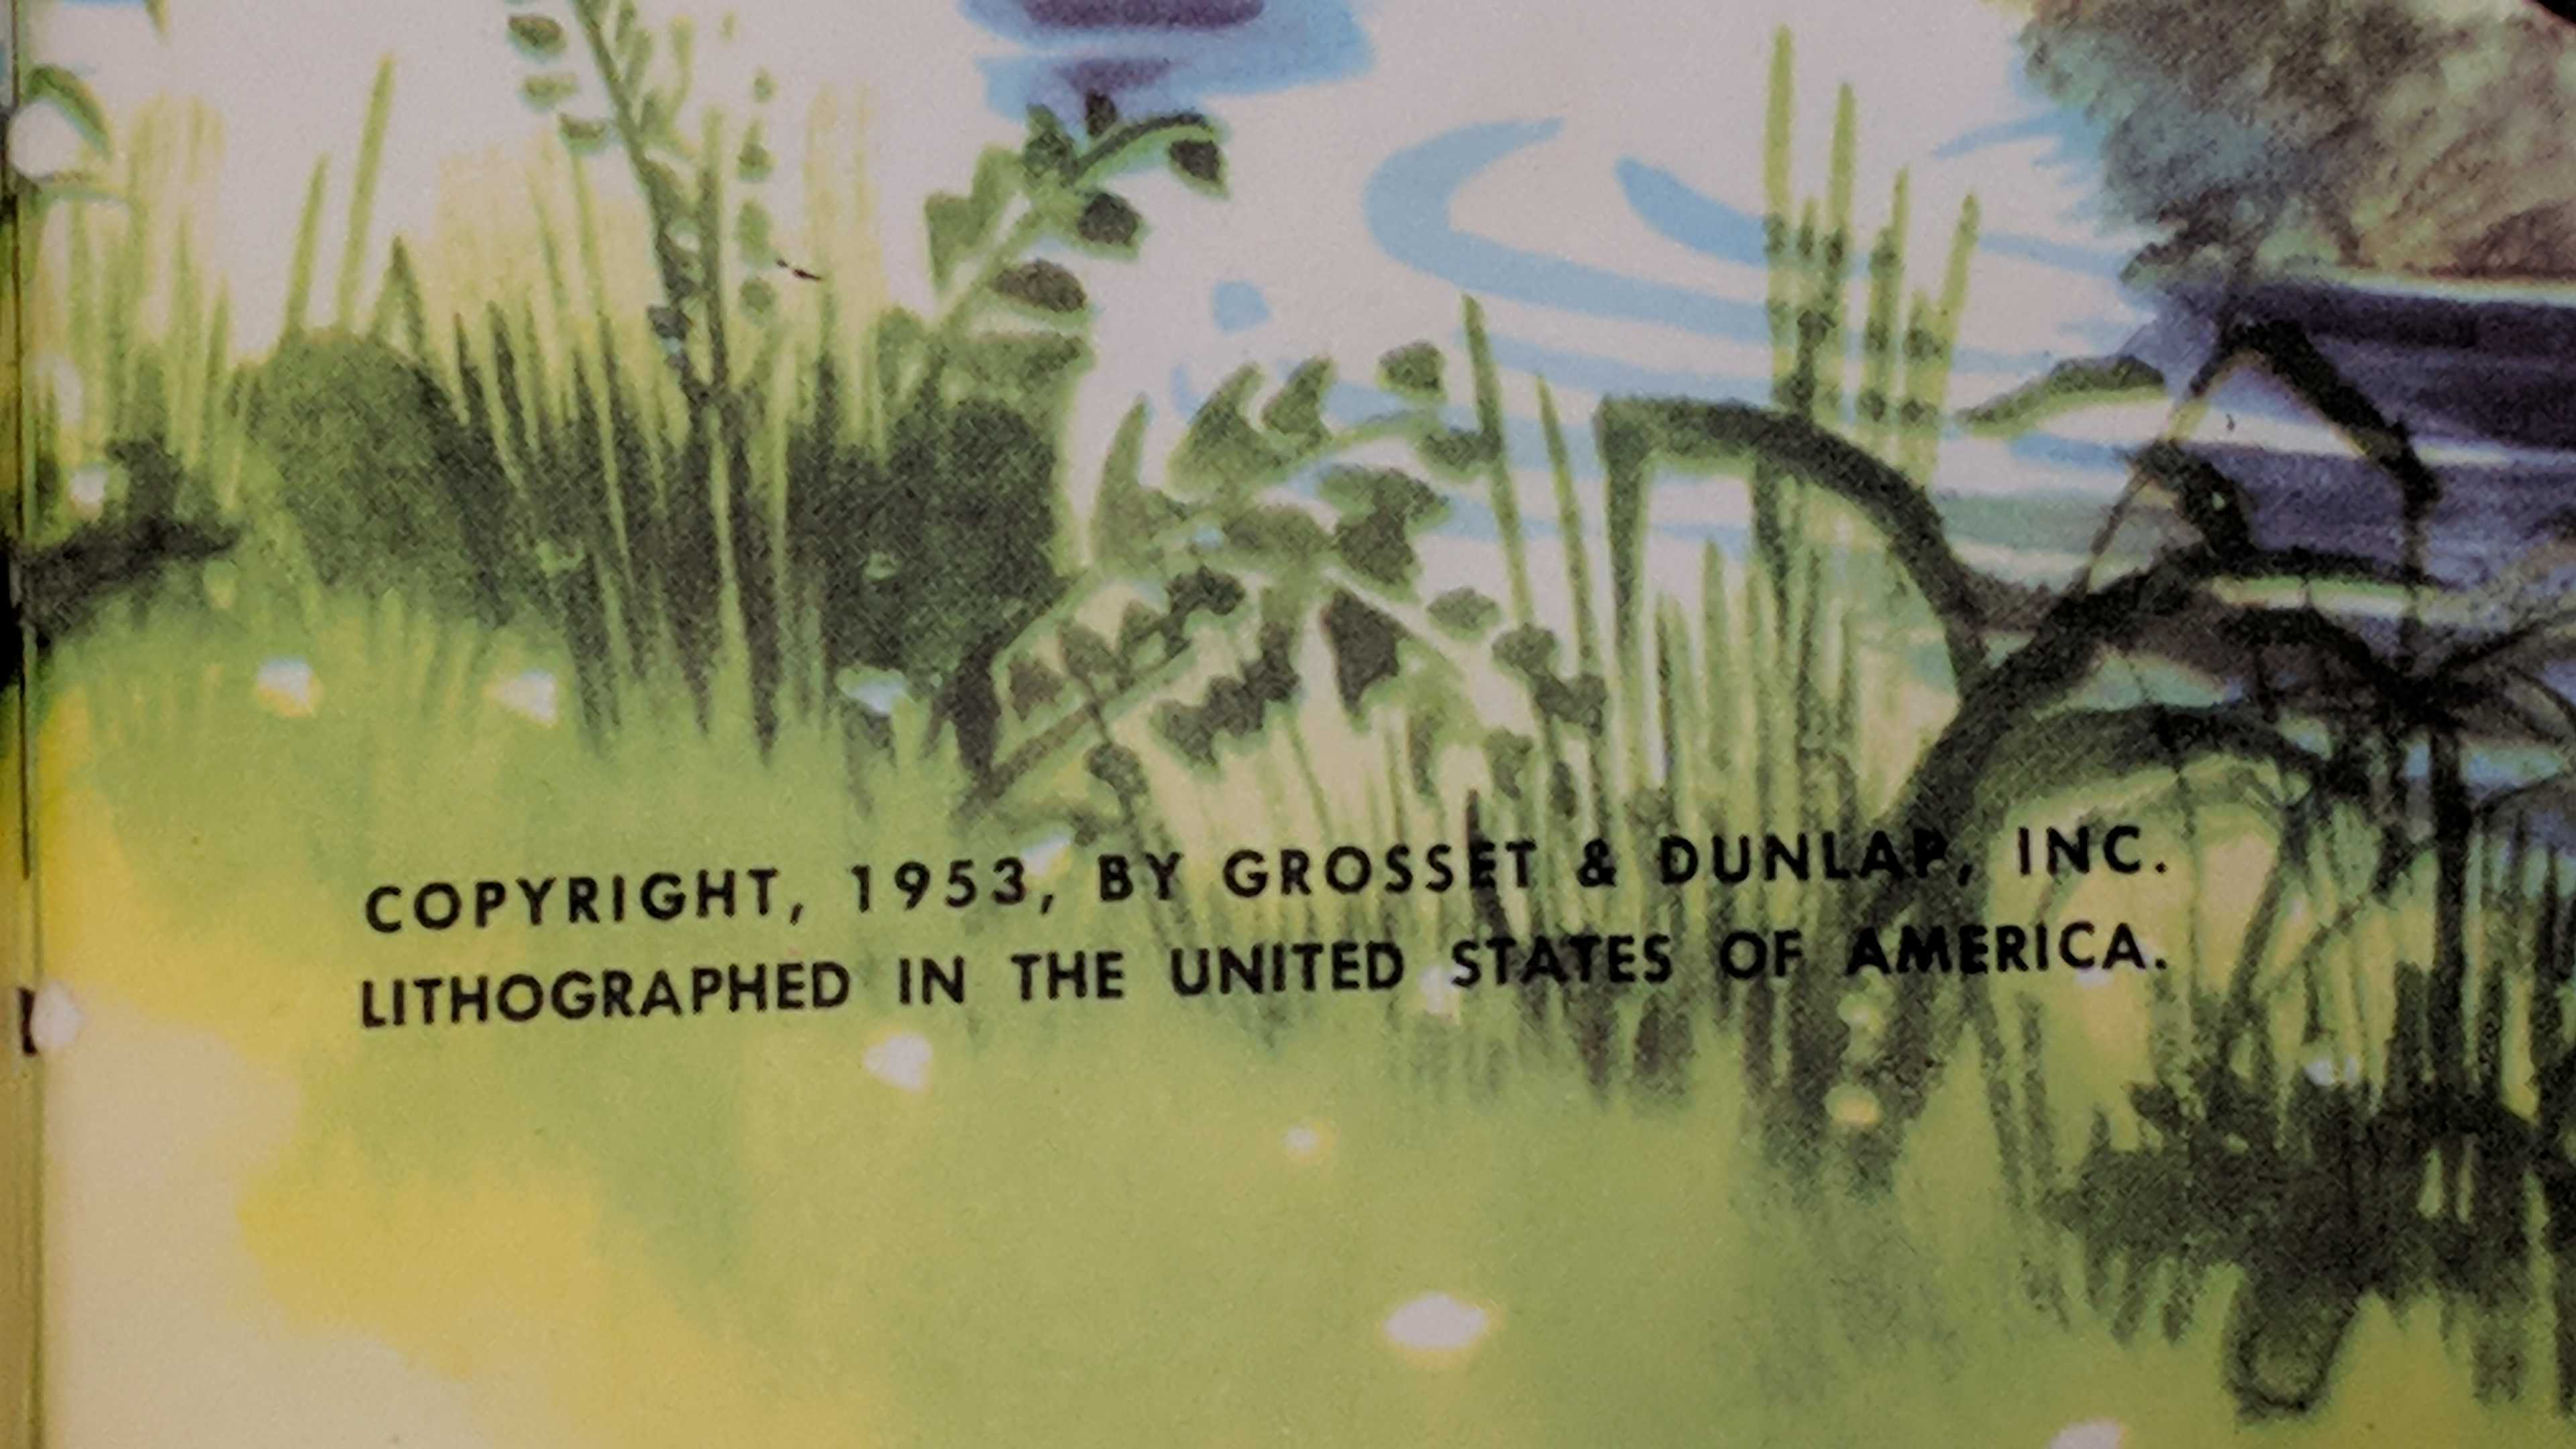 COPYRIGHT, 1953, BY GROSSET & DUNLAP, INC.
LITHOGRAPHED IN THE UNITED STATES OF AMERICA.